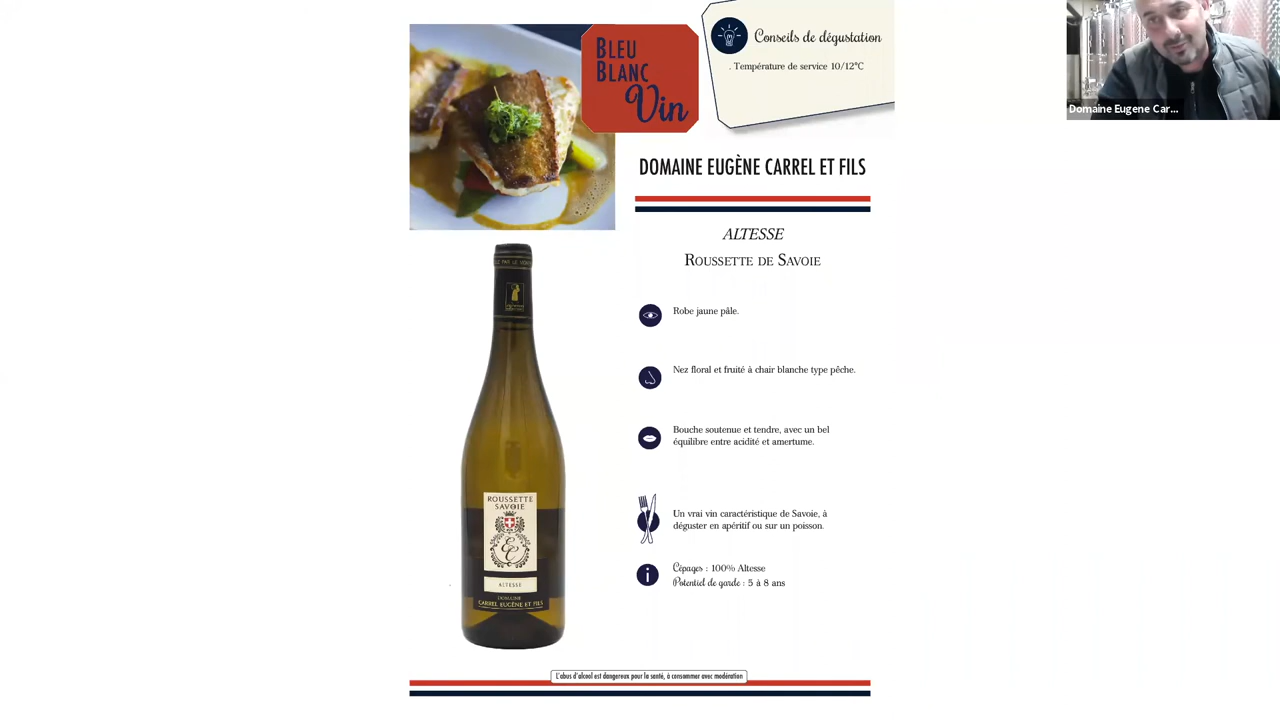 BLEU
BLANC
Vin
Conseils de dégustation
. Température de service 10/12°C
Domaine Eugene Car...
DOMAINE EUGÈNE CARREL ET FILS
ALTESSE
ROUSSETTE DE SAVOIE
Robe jaune pâle.
Nez floral et fruité à chair blanche type pêche.
Bouche soutenue et tendre, avec un bel
équilibre entre acidité et amertume.
Un vrai vin caractéristique de Savoie, à
déguster en apéritif ou sur un poisson.
Cépages : 100% Altesse
Potentiel de garde : 5 à 8 ans
ROUSSETTE
SAVOIE
EC
ALTESSE
DOMAINE
CARREL EUGÈNE ET FILS
L'abus d'alcool est dangereux pour la santé, à consommer avec modération